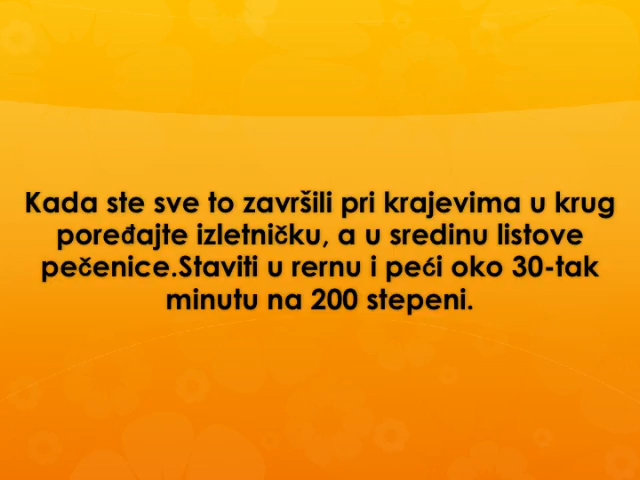 Kada ste sve to završili pri krajevima u krug
poređajte izletničku, a u sredinu listove
pečenice.Staviti u rernu i peći oko 30-tak
minutu na 200 stepeni.